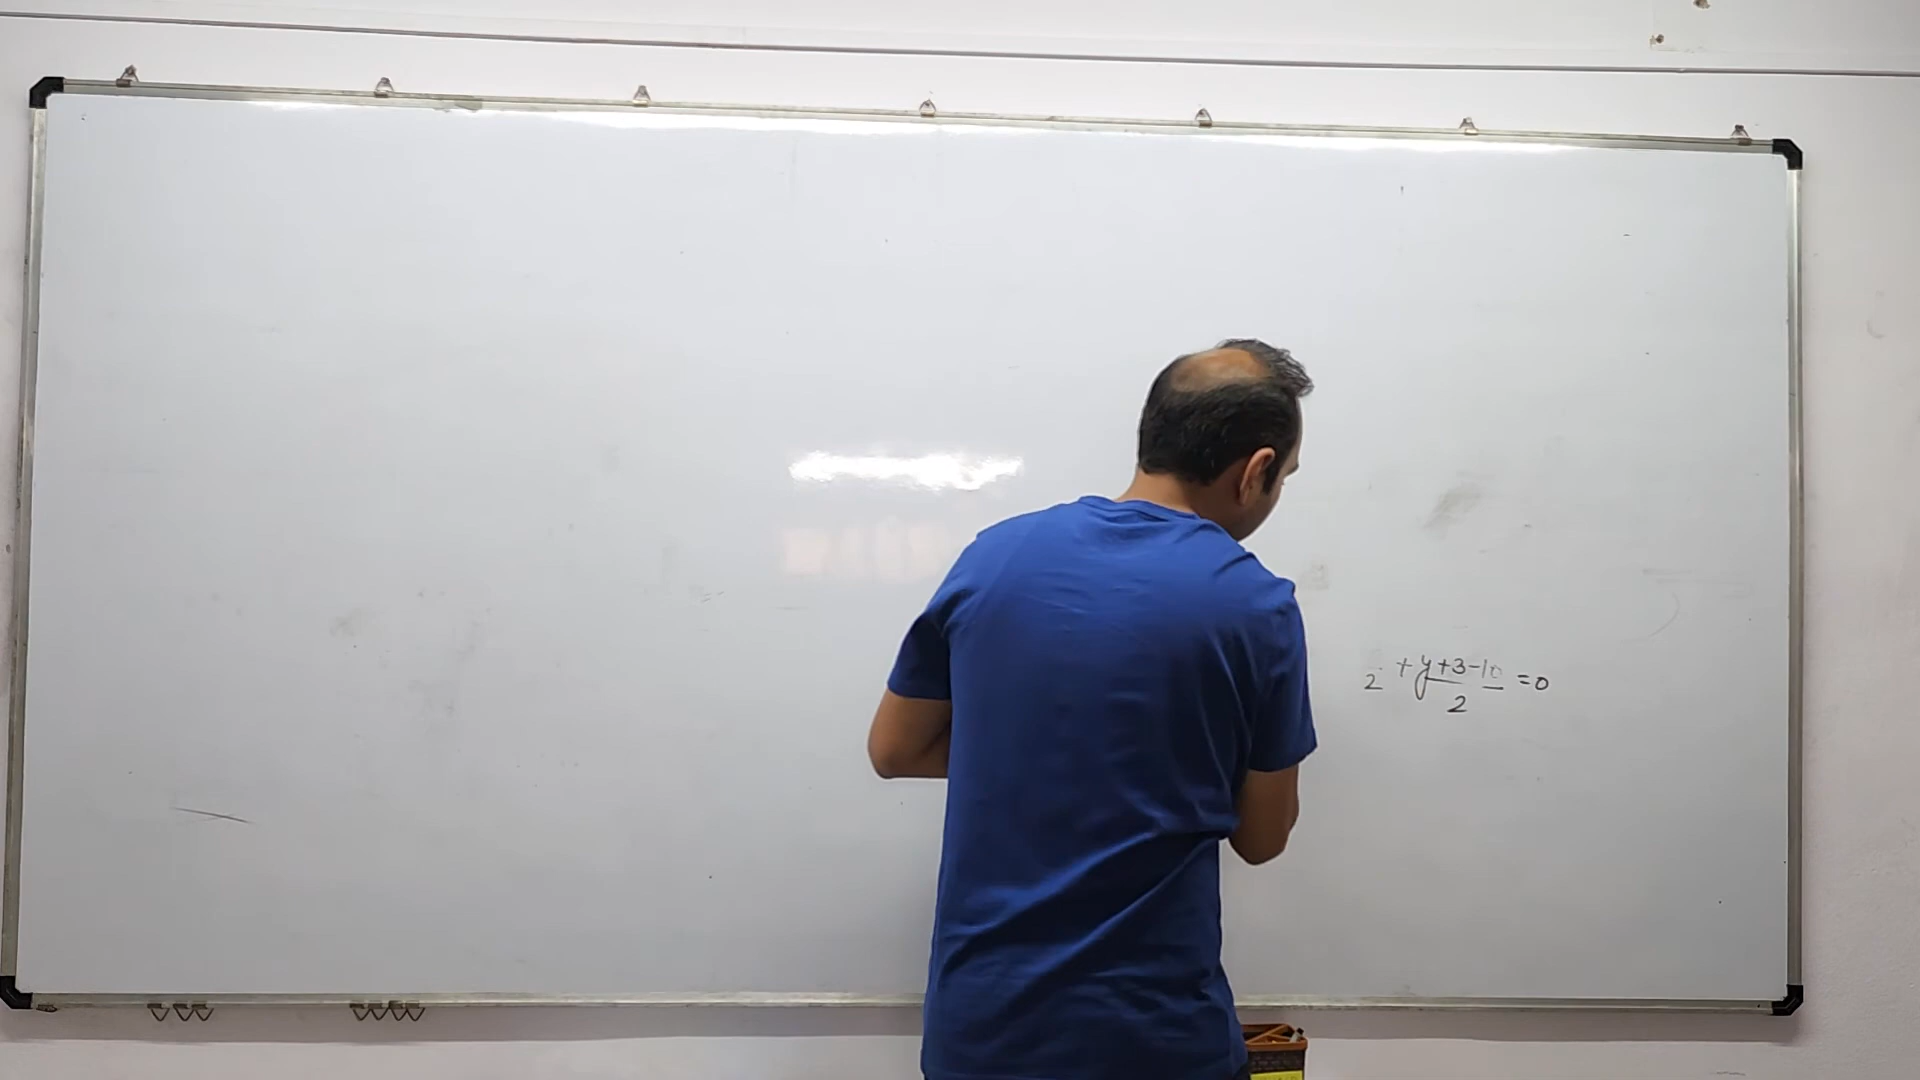 2 + y+3-10 = 0
2